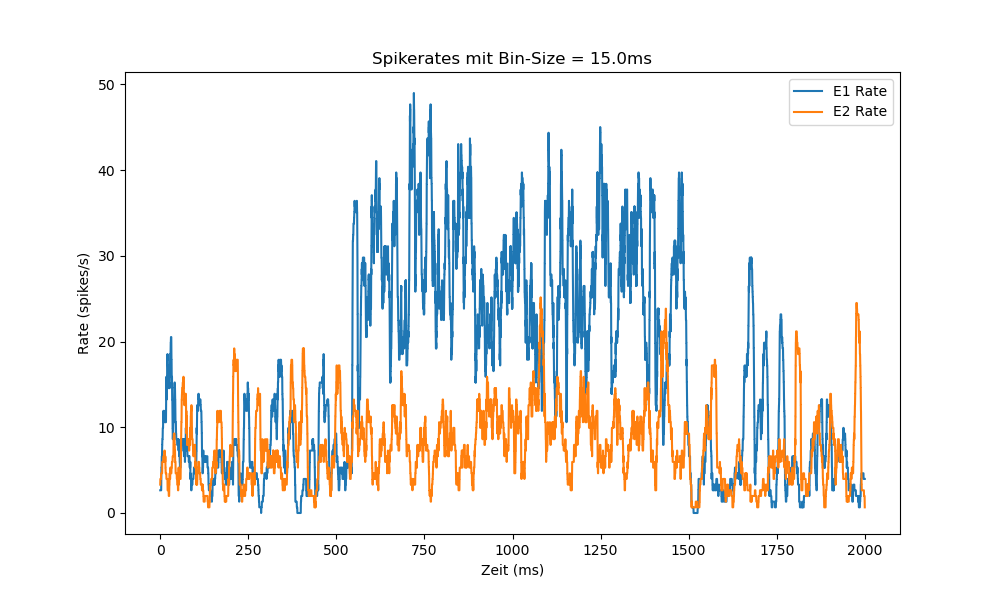 Spikerates mit Bin-Size = 15.0ms
E1 Rate
E2 Rate
50
40
30
20
10
0
Rate (spikes/s)
0 250 500 750 1000 1250 1500 1750 2000
Zeit (ms)